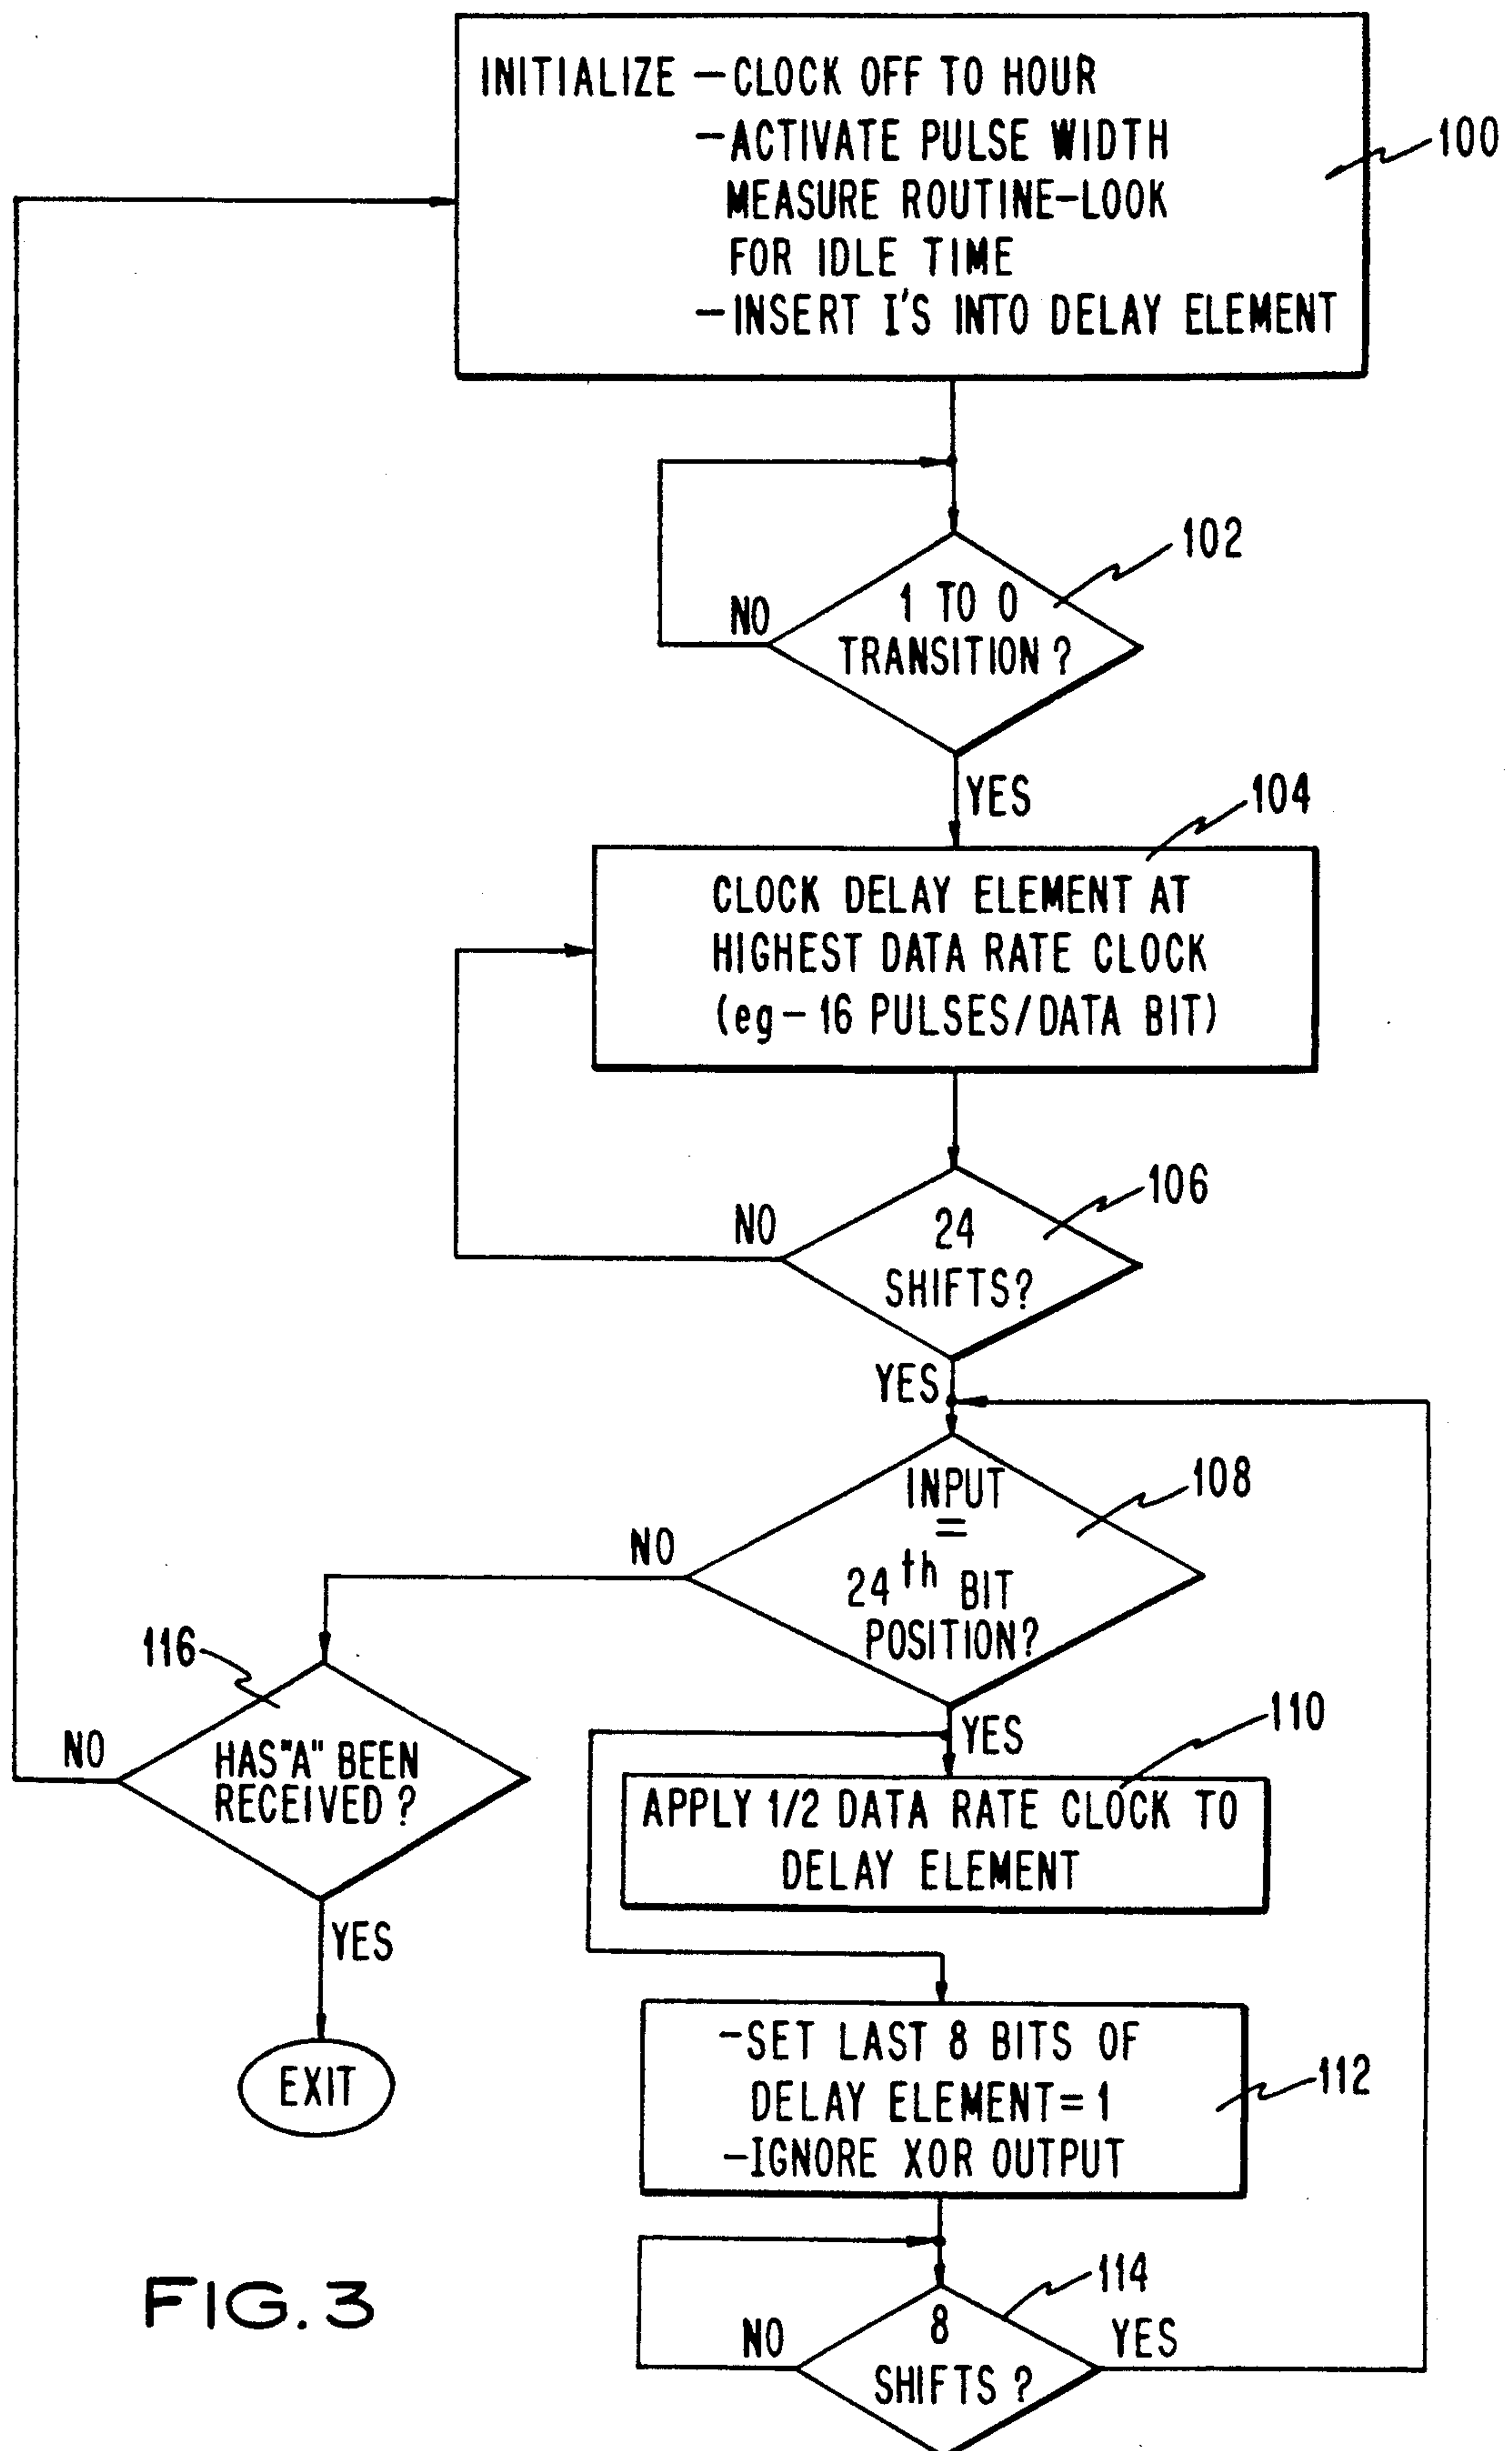 INITIALIZE – CLOCK OFF TO HOUR
– ACTIVATE PULSE WIDTH
MEASURE ROUTINE-LOOK
FOR IDLE TIME
– INSERT I'S INTO DELAY ELEMENT
100
102
1 TO 0
TRANSITION ?
NO
YES
104
CLOCK DELAY ELEMENT AT
HIGHEST DATA RATE CLOCK
(eg – 16 PULSES/DATA BIT)
106
NO
24
SHIFTS?
YES
108
INPUT
=
24th BIT
POSITION?
NO
116
NO
HAS "A" BEEN
RECEIVED ?
YES
EXIT
YES
110
APPLY 1/2 DATA RATE CLOCK TO
DELAY ELEMENT
– SET LAST 8 BITS OF
DELAY ELEMENT = 1
– IGNORE XOR OUTPUT
112
114
NO
8
SHIFTS ?
YES
FIG. 3